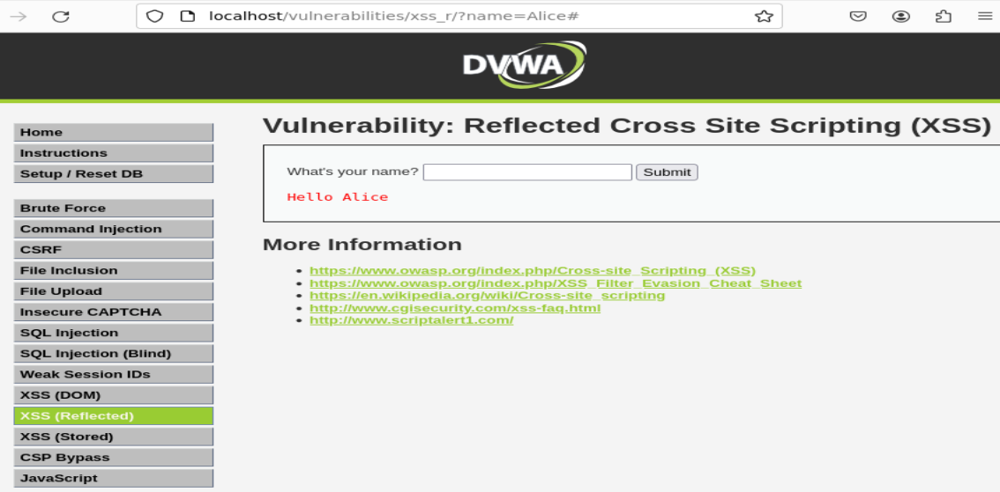 localhost/vulnerabilities/xss_r/?name=Alice#
DVWA
Home
Instructions
Setup / Reset DB
Brute Force
Command Injection
CSRF
File Inclusion
File Upload
Insecure CAPTCHA
SQL Injection
SQL Injection (Blind)
Weak Session IDs
XSS (DOM)
XSS (Reflected)
XSS (Stored)
CSP Bypass
JavaScript
Vulnerability: Reflected Cross Site Scripting (XSS)
What's your name? Submit
Hello Alice
More Information
https://www.owasp.org/index.php/Cross-site_Scripting_(XSS)
https://www.owasp.org/index.php/XSS_Filter_Evasion_Cheat_Sheet
https://en.wikipedia.org/wiki/Cross-site_scripting
http://www.cgisecurity.com/xss-faq.html
http://www.scriptalert1.com/